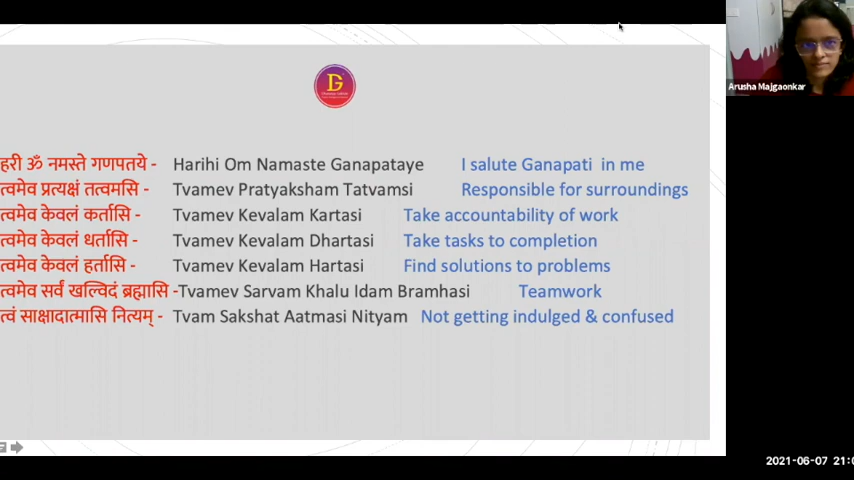 Arusha Majgaonkar
हरी ॐ नमस्ते गणपतये - Harihi Om Namaste Ganapataye I salute Ganapati in me
त्वमेव प्रत्यक्षं तत्वमसि - Tvamev Pratyaksham Tatvamsi Responsible for surroundings
त्वमेव केवलं कर्तासि - Tvamev Kevalam Kartasi Take accountability of work
त्वमेव केवलं धर्तासि - Tvamev Kevalam Dhartasi Take tasks to completion
त्वमेव केवलं हर्तासि - Tvamev Kevalam Hartasi Find solutions to problems
त्वमेव सर्वं खल्विदं ब्रह्मासि -Tvamev Sarvam Khalu Idam Bramhasi Teamwork
त्वं साक्षादात्मासि नित्यम् - Tvam Sakshat Aatmasi Nityam Not getting indulged & confused
2021-06-07 21:0